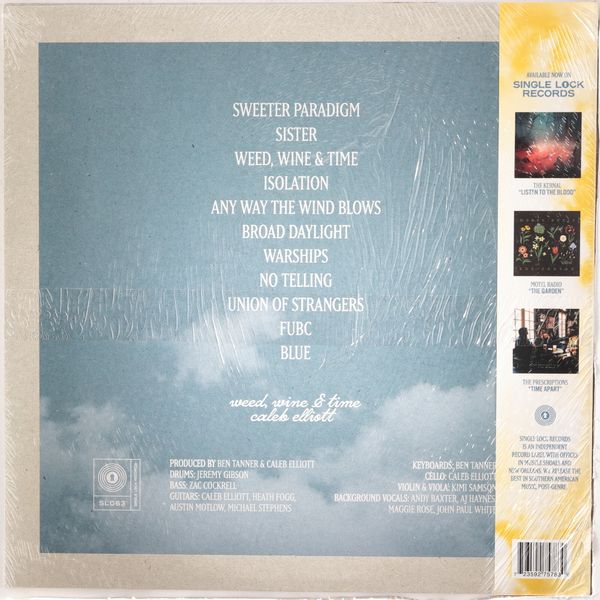 SWEETER PARADIGM
SISTER
WEED, WINE & TIME
ISOLATION
ANY WAY THE WIND BLOWS
BROAD DAYLIGHT
WARSHIPS
NO TELLING
UNION OF STRANGERS
FUBC
BLUE
weed, wine & time
caleb elliott
PRODUCED BY BEN TANNER & CALEB ELLIOTT
DRUMS: JEREMY GIBSON
BASS: ZAC COCKRELL
GUITARS: CALEB ELLIOTT, HEATH FOGG,
AUSTIN MOTLOW, MICHAEL STEPHENS
KEYBOARDS: BEN TANNER
CELLO: CALEB ELLIOTT
VIOLIN & VIOLA: KIMI SAMSON
BACKGROUND VOCALS: ANDY BAXTER, AJ HAYNES
MAGGIE ROSE, JOHN PAUL WHITE
SL063
AVAILABLE NOW ON
SINGLE LOCK
RECORDS
THE KERNAL
"LISTEN TO THE BLOOD"
MOTEL RADIO
"THE GARDEN"
THE PRESCRIPTIONS
"TIME APART"
SINGLE LOCK RECORDS
IS AN INDEPENDENT
RECORD LABEL WITH OFFICES
IN MUSCLE SHOALS AND
NEW ORLEANS. WE RELEASE THE
BEST IN SOUTHERN AMERICAN
MUSIC, POST-GENRE.